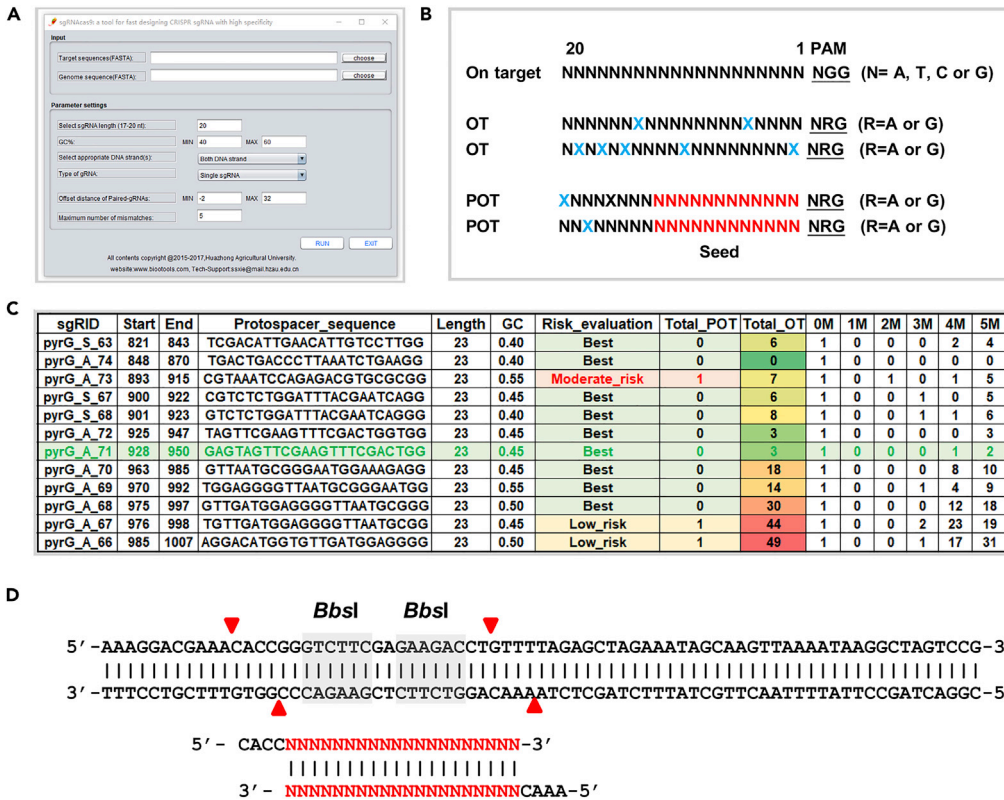 A
sgRNAcas9: a tool for fast designing CRISPR sgRNA with high specificity
Input
Target sequences(FASTA): choose
Genome sequence(FASTA): choose
Parameter settings
Select sgRNA length (17-20 nt): 20
GC%: MIN 40 MAX 60
Select appropriate DNA strand(s): Both DNA strand
Type of gRNA: Single sgRNA
Offset distance of Paired-gRNAs: MIN -2 MAX 32
Maximum number of mismatches: 5
RUN EXIT
All contents copyright @2015-2017,Huazhong Agricultural University.
website:www.biootools.com, Tech-Support:ssxie@mail.hzau.edu.cn
B
20 1 PAM
On target NNNNNNNNNNNNNNNNNNNN NGG (N= A, T, C or G)
OT NNNNNNXNNNNNNNNXNNNN NRG (R=A or G)
OT NXNXNXNNNNXNNNNNNNNX NRG (R=A or G)
POT XNNNXNNNNNNNNNNNNNNN NRG (R=A or G)
POT NNXNNNNNNNNNNNNNNNNN NRG (R=A or G)
Seed
C
sgRID Start End Protospacer_sequence Length GC Risk_evaluation Total_POT Total_OT 0M 1M 2M 3M 4M 5M
pyrG_S_63 821 843 TCGACATTGAACATTGTCCTTGG 23 0.40 Best 0 6 1 0 0 0 2 4
pyrG_A_74 848 870 TGACTGACCCTTAAATCTGAAGG 23 0.40 Best 0 0 1 0 0 0 0 0
pyrG_A_73 893 915 CGTAAATCCAGAGACGTGCGCGG 23 0.55 Moderate_risk 1 7 1 0 1 0 1 5
pyrG_S_67 900 922 CGTCTCTGGATTTACGAATCAGG 23 0.45 Best 0 6 1 0 0 1 0 5
pyrG_S_68 901 923 GTCTCTGGATTTACGAATCAGGG 23 0.40 Best 0 8 1 0 0 1 1 6
pyrG_A_72 925 947 TAGTTCGAAGTTTCGACTGGTGG 23 0.45 Best 0 3 1 0 0 0 0 3
pyrG_A_71 928 950 GAGTAGTTCGAAGTTTCGACTGG 23 0.45 Best 0 3 1 0 0 0 1 2
pyrG_A_70 963 985 GTTAATGCGGGAATGGAAAGAGG 23 0.45 Best 0 18 1 0 0 0 8 10
pyrG_A_69 970 992 TGGAGGGGTTAATGCGGGAATGG 23 0.55 Best 0 14 1 0 0 1 4 9
pyrG_A_68 975 997 GTTGATGGAGGGGTTAATGCGGG 23 0.50 Best 0 30 1 0 0 0 12 18
pyrG_A_67 976 998 TGTTGATGGAGGGGTTAATGCGG 23 0.45 Low_risk 1 44 1 0 0 2 23 19
pyrG_A_66 985 1007 AGGACATGGTGTTGATGGAGGGG 23 0.50 Low_risk 1 49 1 0 0 1 17 31
D
BbsI BbsI
5′-AAAGGACGAAACACCGGGTCTTCGAGAAGACCTGTTTTAGAGCTAGAAATAGCAAGTTAAAATAAGGCTAGTCCG-3
3′-TTTCCTGCTTTGTGGCCCAGAAGCTCTTCTGGACAAAATCTCGATCTTTATCGTTCAATTTTATTCCGATCAGGC-5
5′- CACCNNNNNNNNNNNNNNNNNNNN-3′
3′- NNNNNNNNNNNNNNNNNNNNCAAA-5′